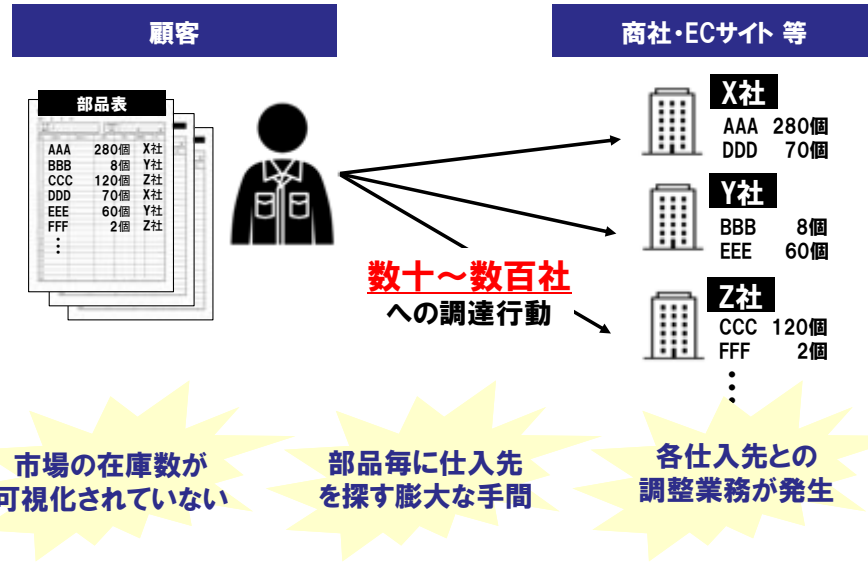 顧客
商社・ECサイト 等
部品表
AAA 280個 X社
BBB 8個 Y社
CCC 120個 Z社
DDD 70個 X社
EEE 60個 Y社
FFF 2個 Z社
⋮
X社
AAA 280個
DDD 70個
Y社
BBB 8個
EEE 60個
Z社
CCC 120個
FFF 2個
⋮
数十～数百社
への調達行動
市場の在庫数が
可視化されていない
部品毎に仕入先
を探す膨大な手間
各仕入先との
調整業務が発生